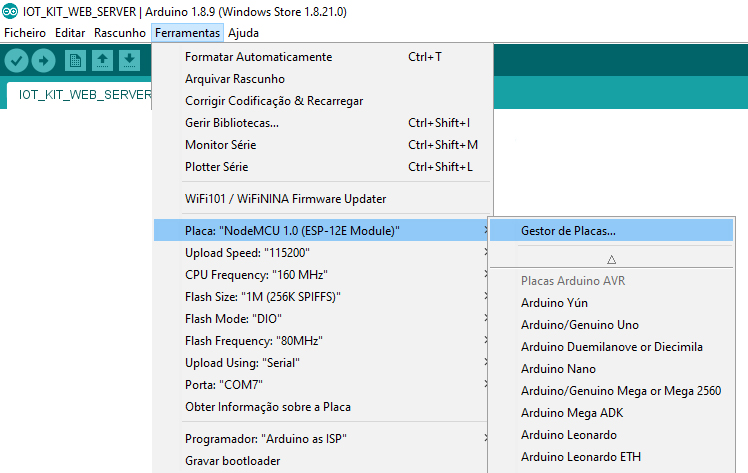 IOT_KIT_WEB_SERVER | Arduino 1.8.9 (Windows Store 1.8.21.0)
Ficheiro Editar Rascunho Ferramentas Ajuda
IOT_KIT_WEB_SERVER
Formatar Automaticamente Ctrl+T
Arquivar Rascunho
Corrigir Codificação & Recarregar
Gerir Bibliotecas... Ctrl+Shift+I
Monitor Série Ctrl+Shift+M
Plotter Série Ctrl+Shift+L
WiFi101 / WiFiNINA Firmware Updater
Placa: "NodeMCU 1.0 (ESP-12E Module)"
Upload Speed: "115200"
CPU Frequency: "160 MHz"
Flash Size: "1M (256K SPIFFS)"
Flash Mode: "DIO"
Flash Frequency: "80MHz"
Upload Using: "Serial"
Porta: "COM7"
Obter Informação sobre a Placa
Programador: "Arduino as ISP"
Gravar bootloader
Gestor de Placas...
Placas Arduino AVR
Arduino Yún
Arduino/Genuino Uno
Arduino Duemilanove or Diecimila
Arduino Nano
Arduino/Genuino Mega or Mega 2560
Arduino Mega ADK
Arduino Leonardo
Arduino Leonardo ETH